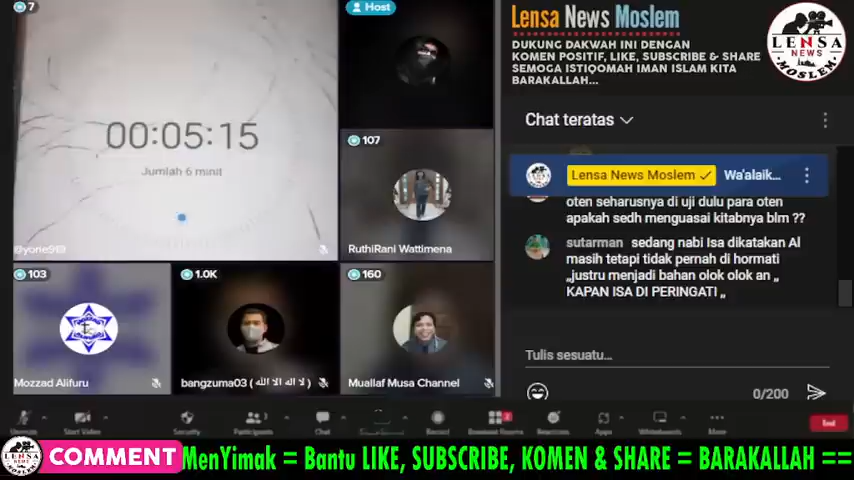 7
00:05:15
Jumlah 6 minit
@yone919
Host
107
RuthiRani Wattimena
103
Mozzad Alifuru
1.0K
bangzuma03 ( لا اله الا الله )
160
Muallaf Musa Channel
Lensa News Moslem
DUKUNG DAKWAH INI DENGAN
KOMEN POSITIF, LIKE, SUBSCRIBE & SHARE
SEMOGA ISTIQOMAH IMAN ISLAM KITA
BARAKALLAH...
LENSA
NEWS
MOSLEM
Chat teratas
Lensa News Moslem Wa'alaik...
oten seharusnya di uji dulu para oten
apakah sedh menguasai kitabnya blm ??
sutarman sedang nabi Isa dikatakan Al
masih tetapi tidak pernah di hormati
,,justru menjadi bahan olok olok an ,,
KAPAN ISA DI PERINGATI ,,
Tulis sesuatu...
0/200
Start Video
Security
Participants
Chat
Record
Breakout Rooms
Reactions
Apps
Whiteboards
More
End
LENSA
NEWS
COMMENT
MenYimak = Bantu LIKE, SUBSCRIBE, KOMEN & SHARE = BARAKALLAH ==